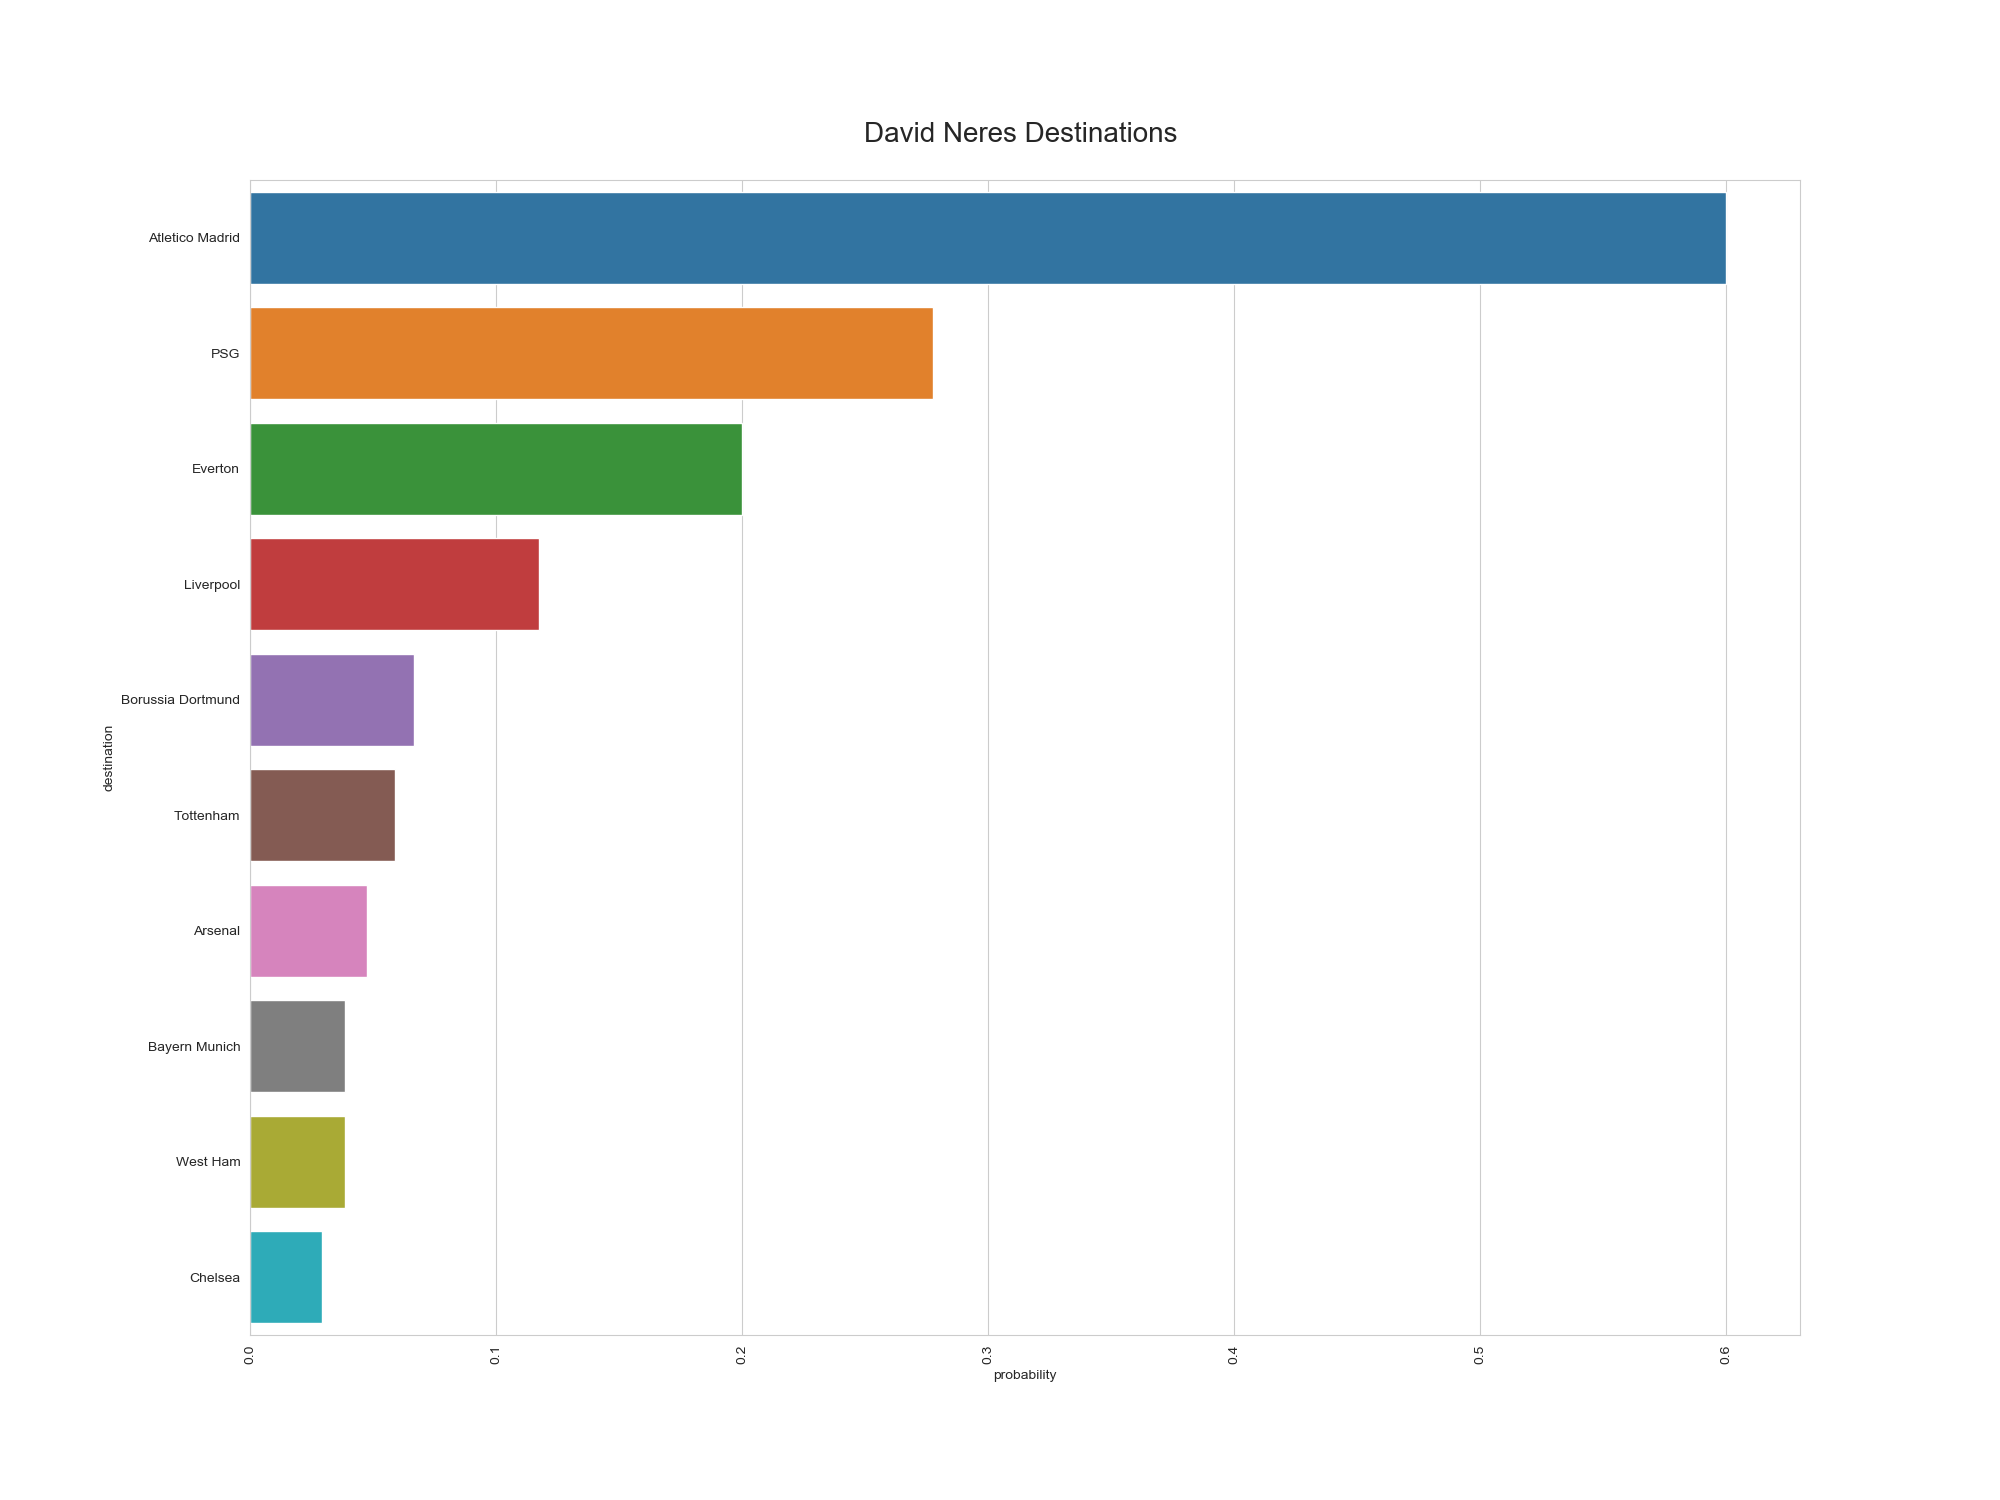 David Neres Destinations
Atletico Madrid
PSG
Everton
Liverpool
Borussia Dortmund
Tottenham
Arsenal
Bayern Munich
West Ham
Chelsea
destination
0.0
0.1
0.2
0.3
0.4
0.5
0.6
probability